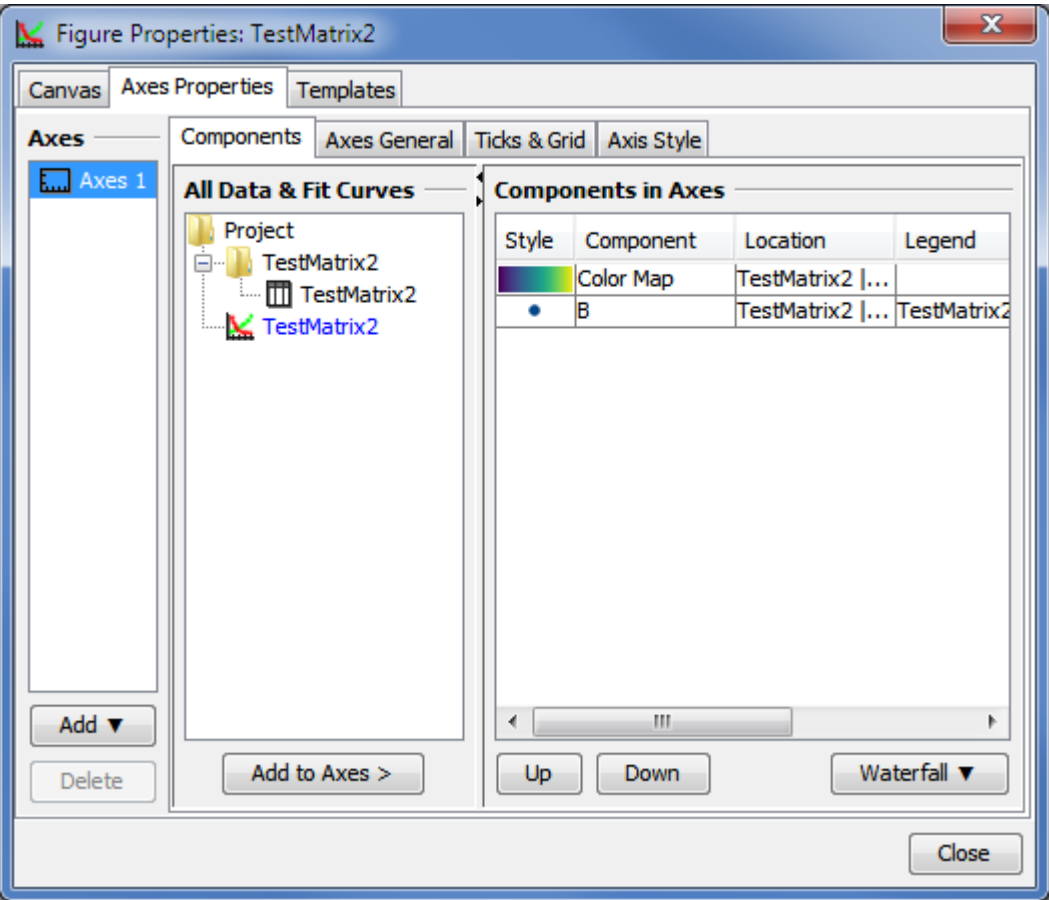 Figure Properties: TestMatrix2
X
Canvas Axes Properties Templates
Axes
Components Axes General Ticks & Grid Axis Style
Axes 1
All Data & Fit Curves
Components in Axes
Project
TestMatrix2
TestMatrix2
TestMatrix2
Style Component Location Legend
Color Map TestMatrix2 |...
B TestMatrix2 |... TestMatrix2
Add ▼
Delete
Add to Axes >
Up Down Waterfall ▼
Close